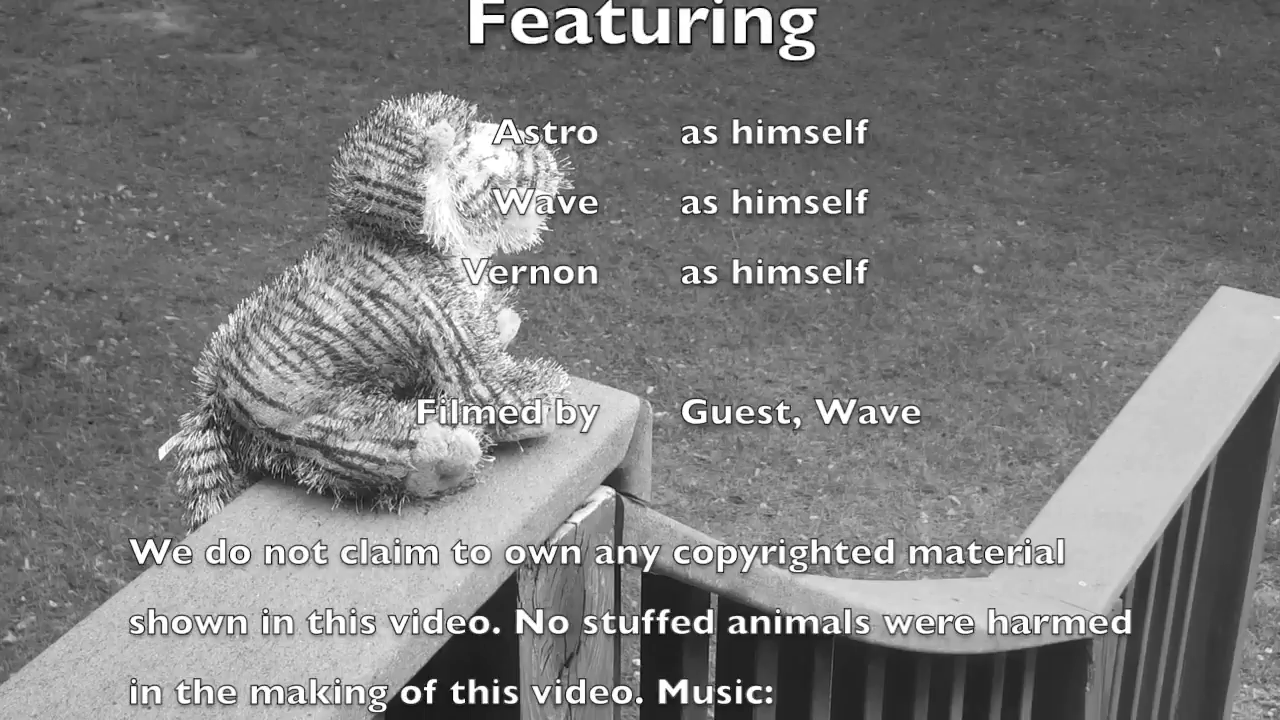 Featuring
Astro as himself
Wave as himself
Vernon as himself
Filmed by Guest, Wave
We do not claim to own any copyrighted material
shown in this video. No stuffed animals were harmed
in the making of this video. Music: